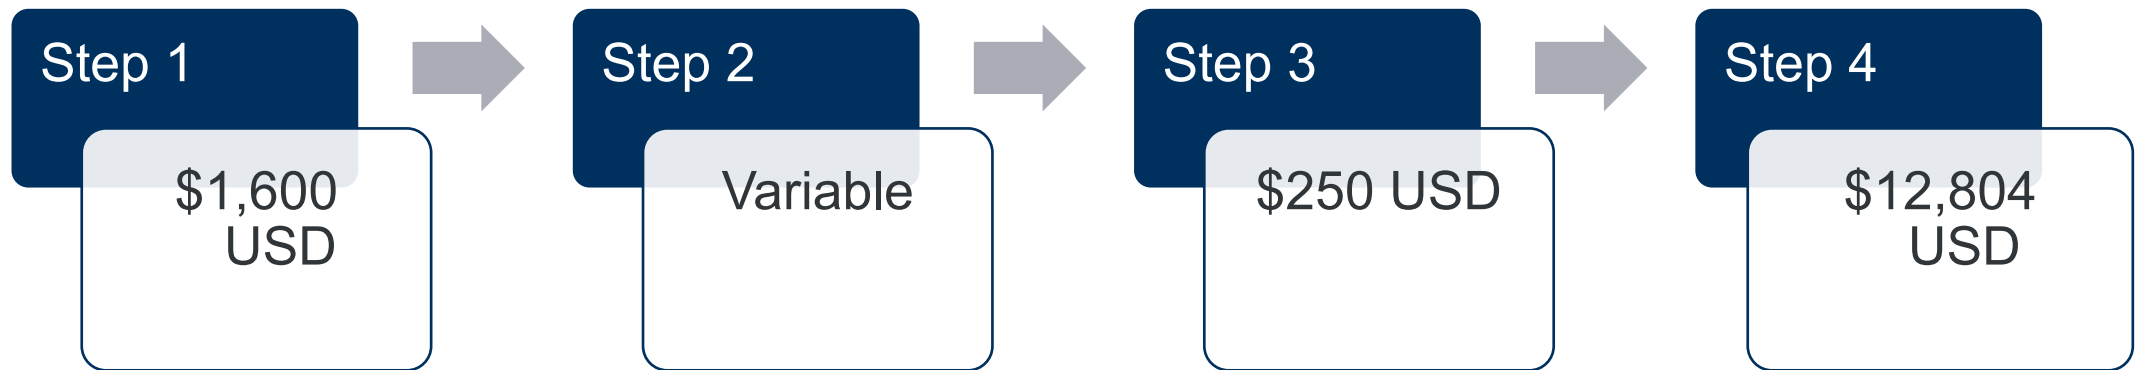 Step 1
$1,600
USD
Step 2
Variable
Step 3
$250 USD
Step 4
$12,804
USD